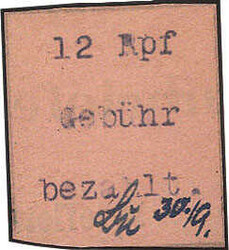 12 Rpf
Gebühr
bezahlt.
30./9.